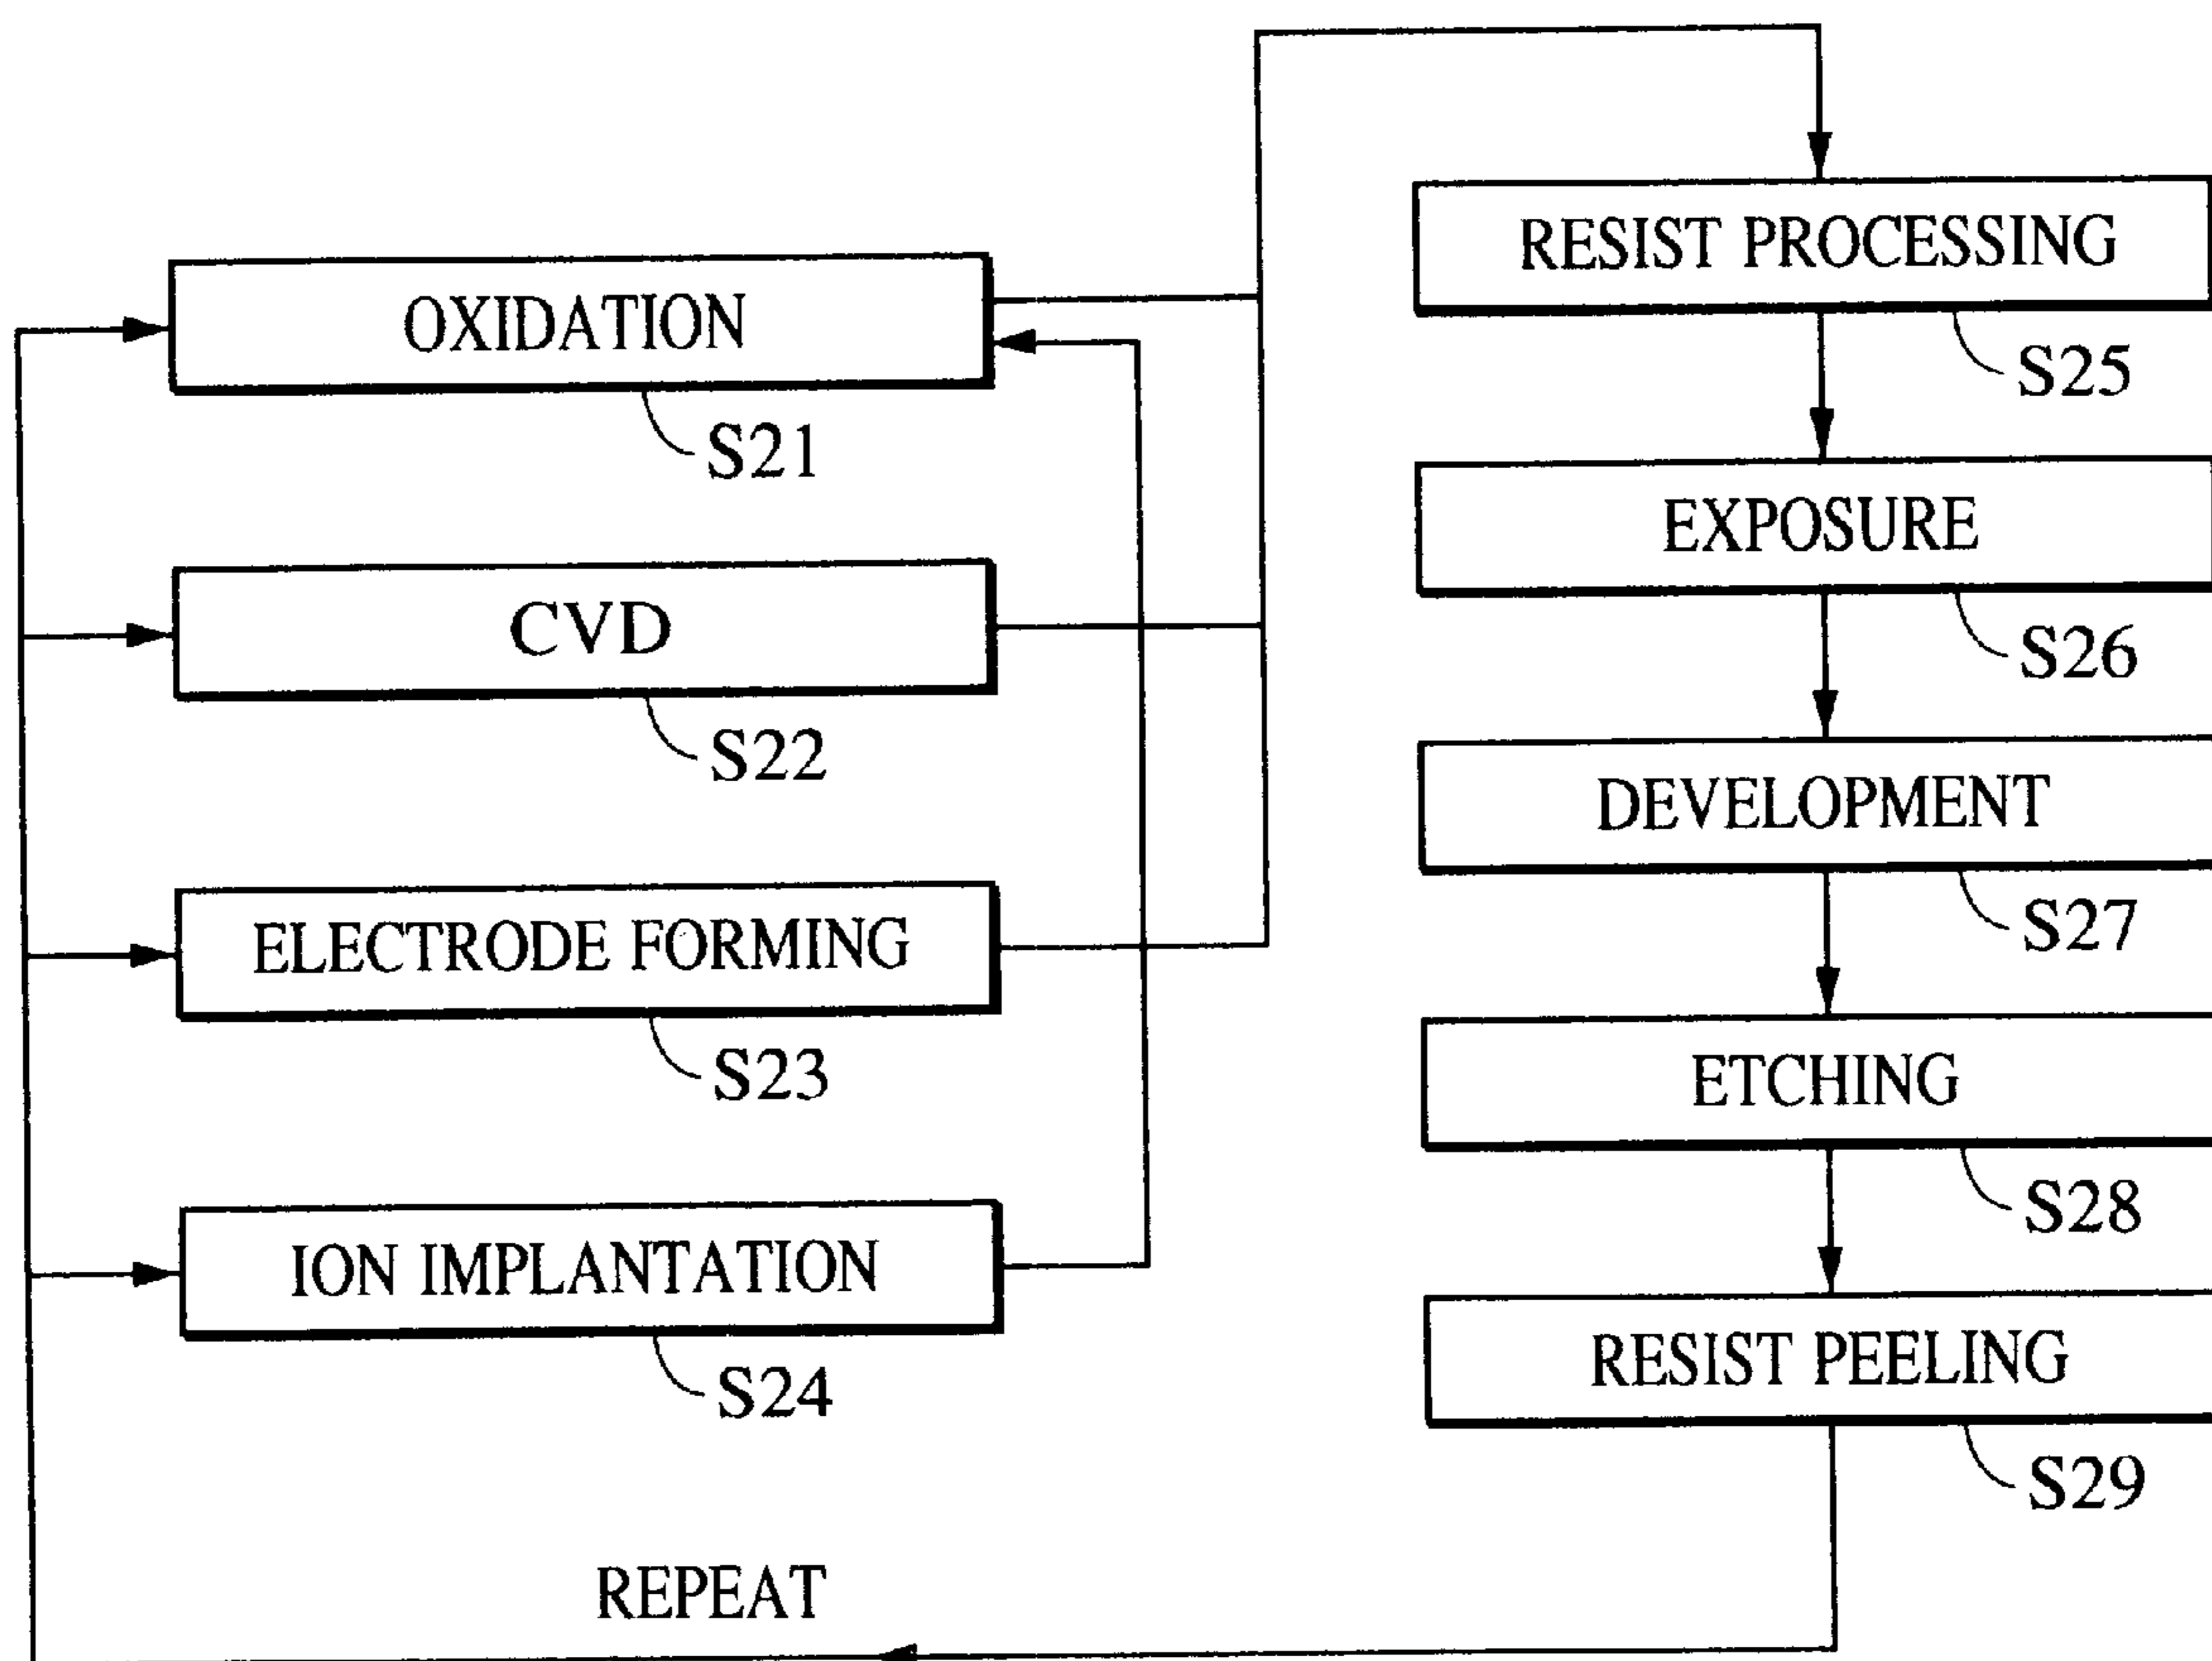 OXIDATION
S21
CVD
S22
ELECTRODE FORMING
S23
ION IMPLANTATION
S24
REPEAT
RESIST PROCESSING
S25
EXPOSURE
S26
DEVELOPMENT
S27
ETCHING
S28
RESIST PEELING
S29